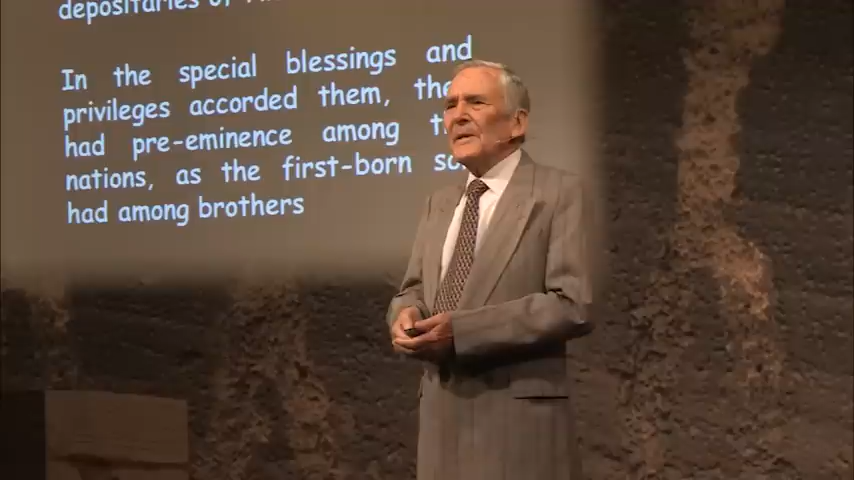 depositaries of
In the special blessings and
privileges accorded them, the
had pre-eminence among
nations, as the first-born
had among brothers